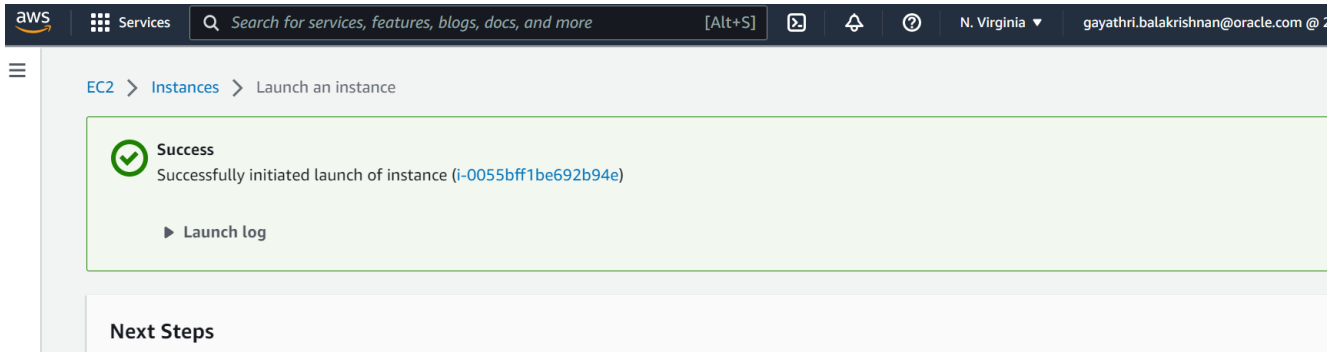 aws Services Search for services, features, blogs, docs, and more [Alt+S] N. Virginia ▼ gayathri.balakrishnan@oracle.com @ 2
EC2 > Instances > Launch an instance
Success
Successfully initiated launch of instance (i-0055bff1be692b94e)
▶ Launch log
Next Steps